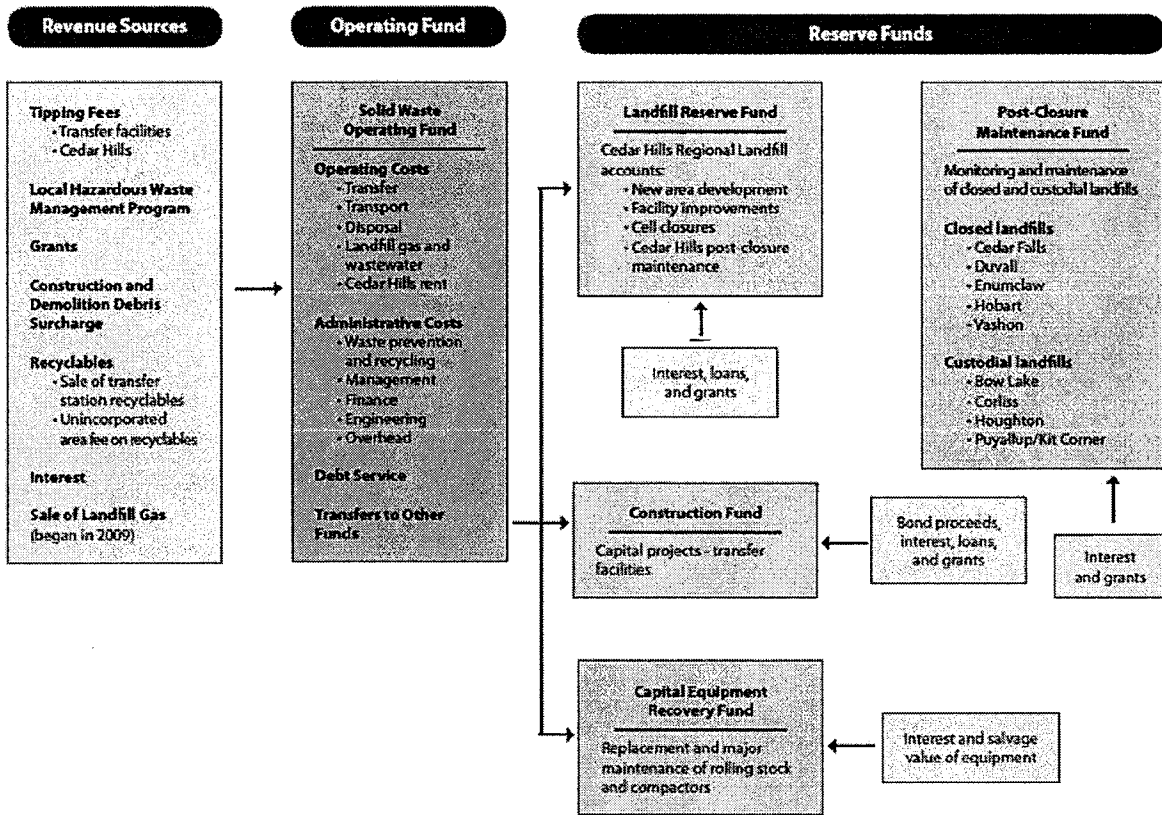 Revenue Sources
Operating Fund
Reserve Funds
Tipping Fees
• Transfer facilities
• Cedar Hills
Local Hazardous Waste
Management Program
Grants
Construction and
Demolition Debris
Surcharge
Recyclables
• Sale of transfer
station recyclables
• Unincorporated
area fee on recyclables
Interest
Sale of Landfill Gas
(began in 2009)
Solid Waste
Operating Fund
Operating Costs
• Transfer
• Transport
• Disposal
• Landfill gas and
wastewater
• Cedar Hills rent
Administrative Costs
• Waste prevention
and recycling
• Management
• Finance
• Engineering
• Overhead
Debt Service
Transfers to Other
Funds
Landfill Reserve Fund
Cedar Hills Regional Landfill
accounts:
• New area development
• Facility improvements
• Cell closures
• Cedar Hills post-closure
maintenance
Interest, loans,
and grants
Post-Closure
Maintenance Fund
Monitoring and maintenance
of closed and custodial landfills
Closed landfills
• Cedar Falls
• Duvall
• Enumclaw
• Hobart
• Vashon
Custodial landfills
• Bow Lake
• Corliss
• Houghton
• Puyallup/Kit Corner
Interest
and grants
Construction Fund
Capital projects - transfer
facilities
Bond proceeds,
interest, loans,
and grants
Capital Equipment
Recovery Fund
Replacement and major
maintenance of rolling stock
and compactors
Interest and salvage
value of equipment